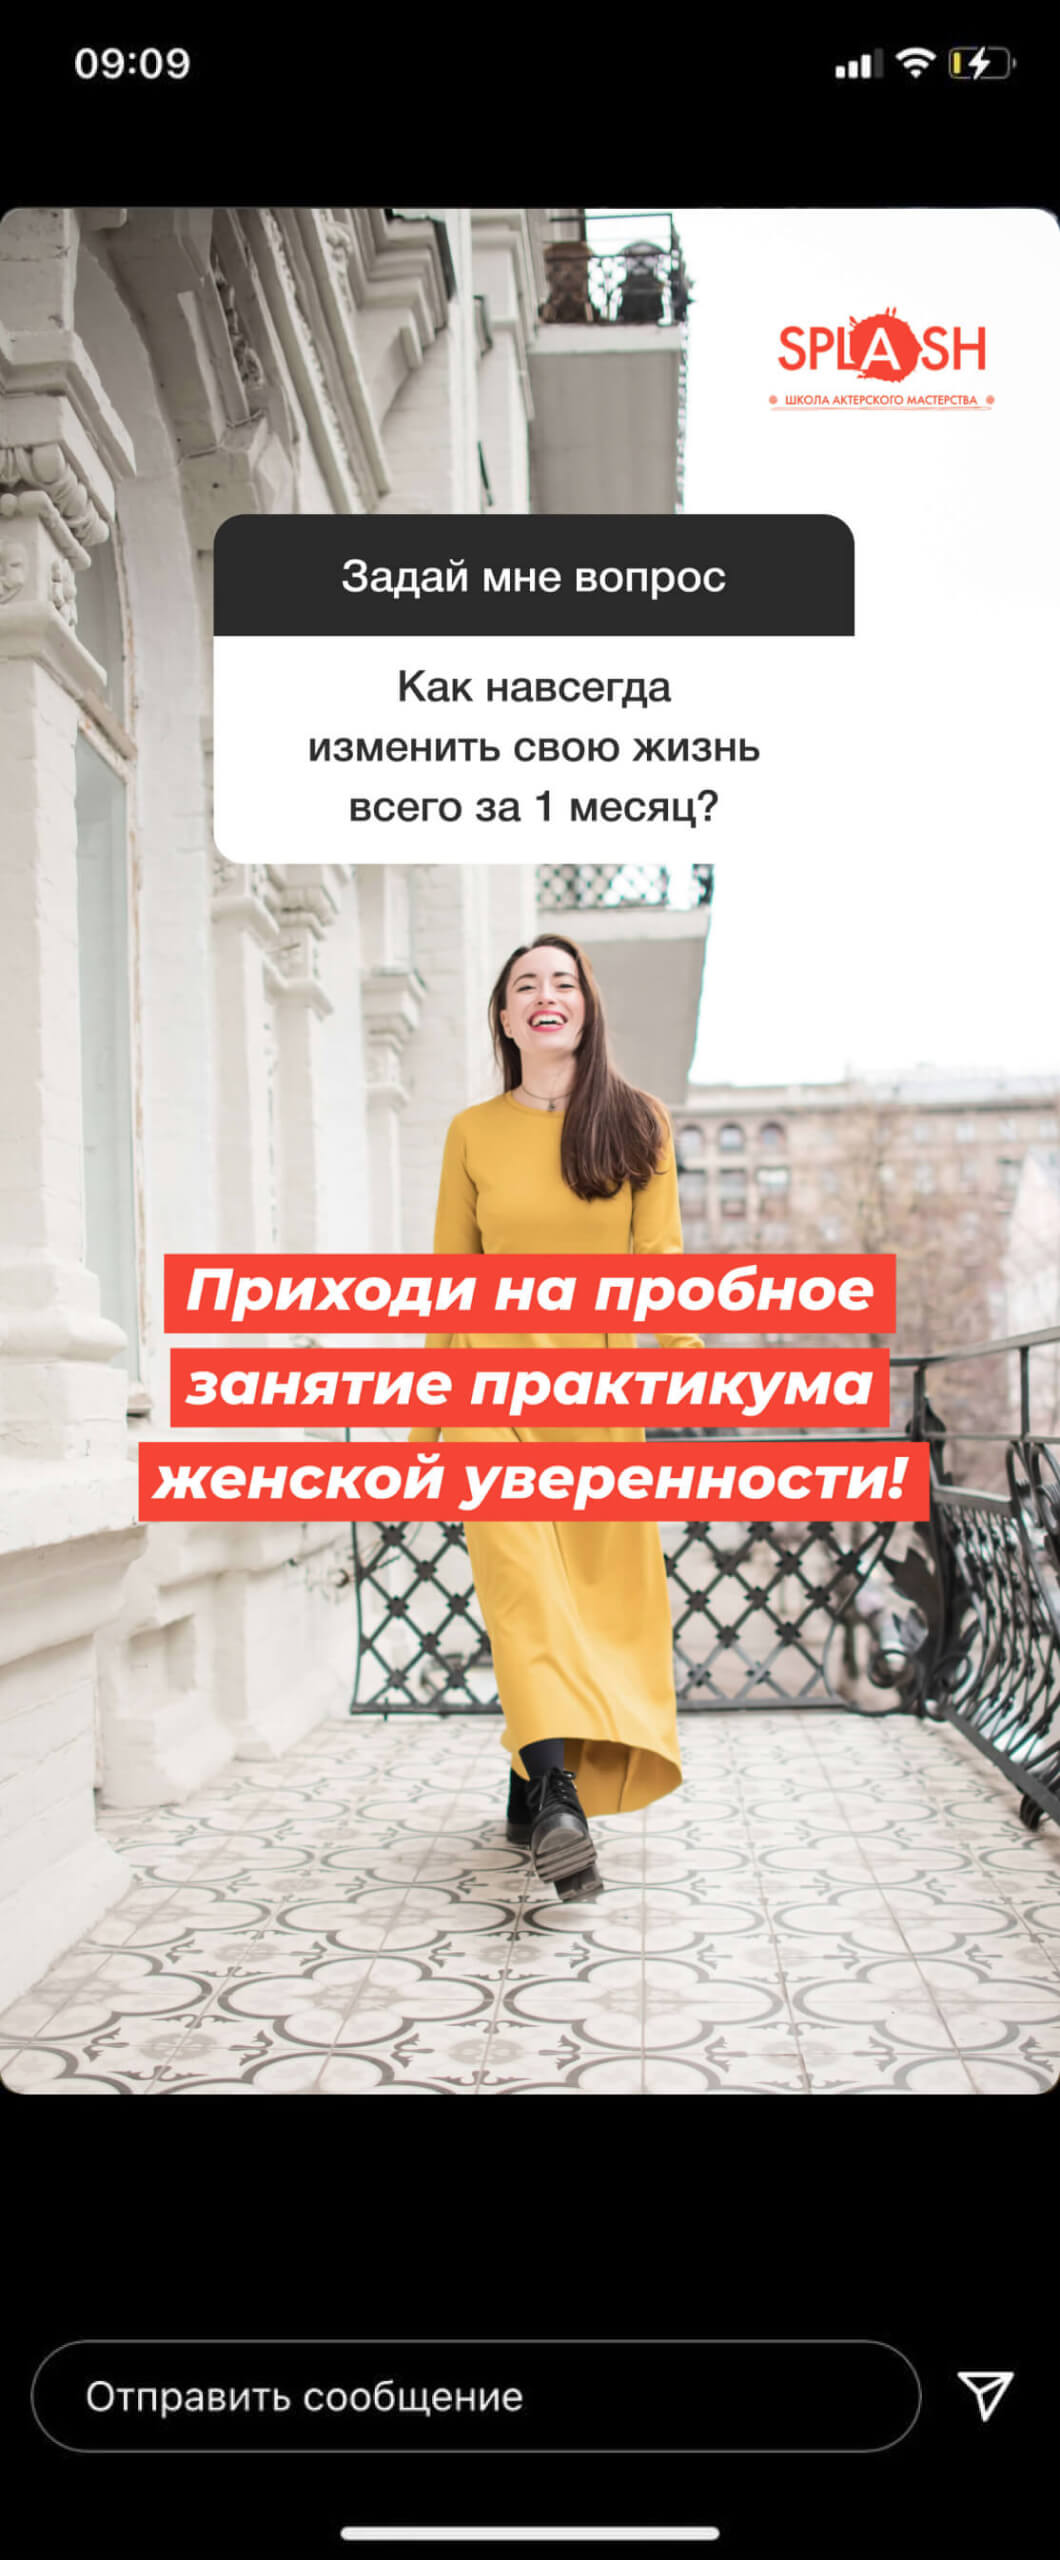 09:09
SPLASH
ШКОЛА АКТЕРСКОГО МАСТЕРСТВА
Задай мне вопрос
Как навсегда
изменить свою жизнь
всего за 1 месяц?
Приходи на пробное
занятие практикума
женской уверенности!
Отправить сообщение